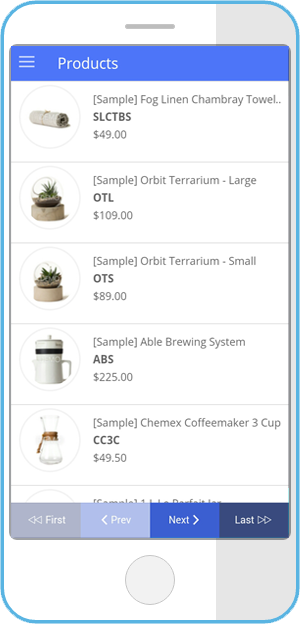 Products
[Sample] Fog Linen Chambray Towel..
SLCTBS
$49.00
[Sample] Orbit Terrarium - Large
OTL
$109.00
[Sample] Orbit Terrarium - Small
OTS
$89.00
[Sample] Able Brewing System
ABS
$225.00
[Sample] Chemex Coffeemaker 3 Cup
CC3C
$49.50
[Sample] 1 L Le Parfait Jar
First Prev Next Last